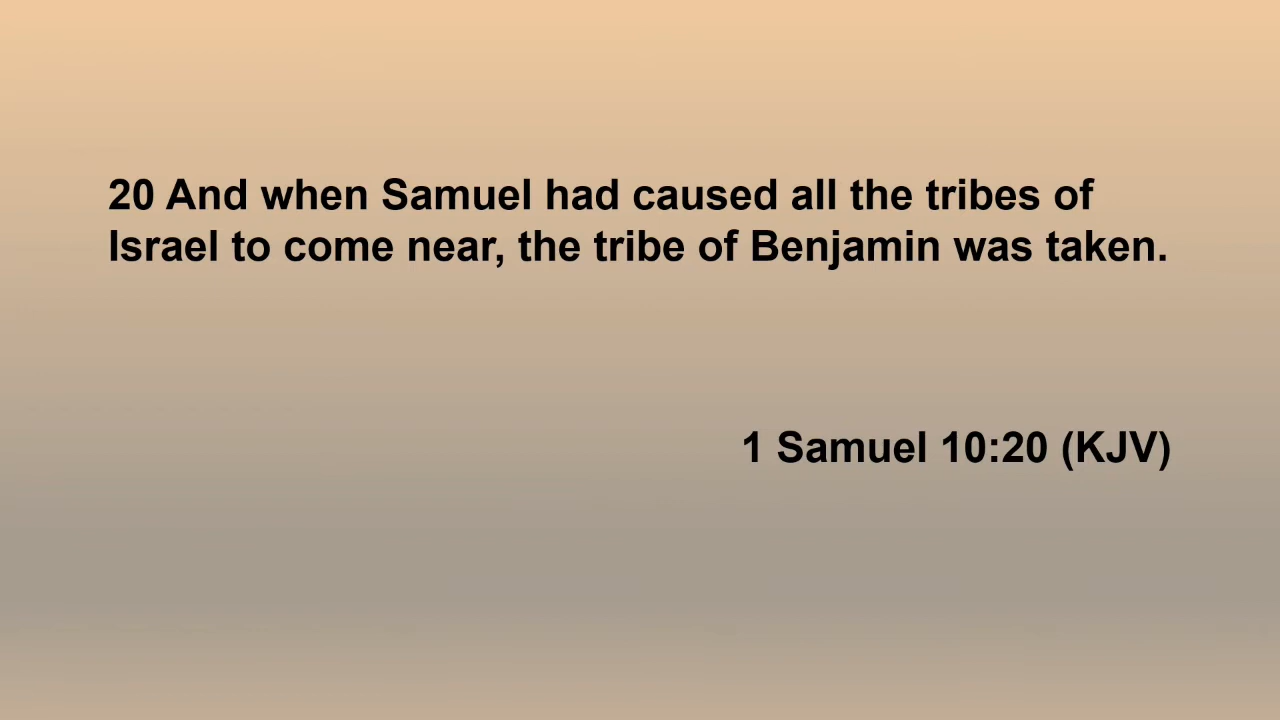 20 And when Samuel had caused all the tribes of
Israel to come near, the tribe of Benjamin was taken.
1 Samuel 10:20 (KJV)